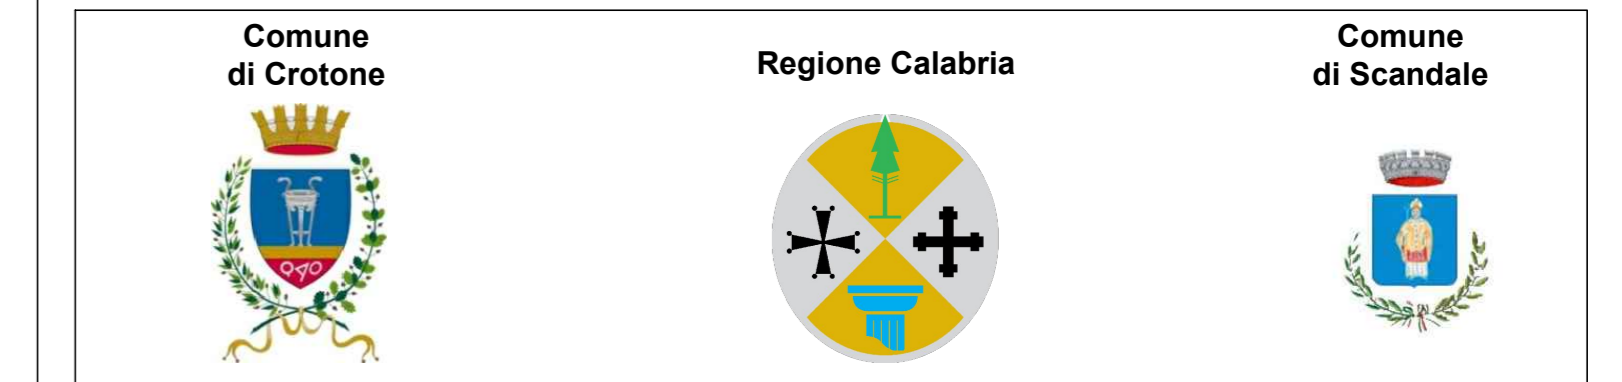 Comune
di Crotone
Regione Calabria
Comune
di Scandale